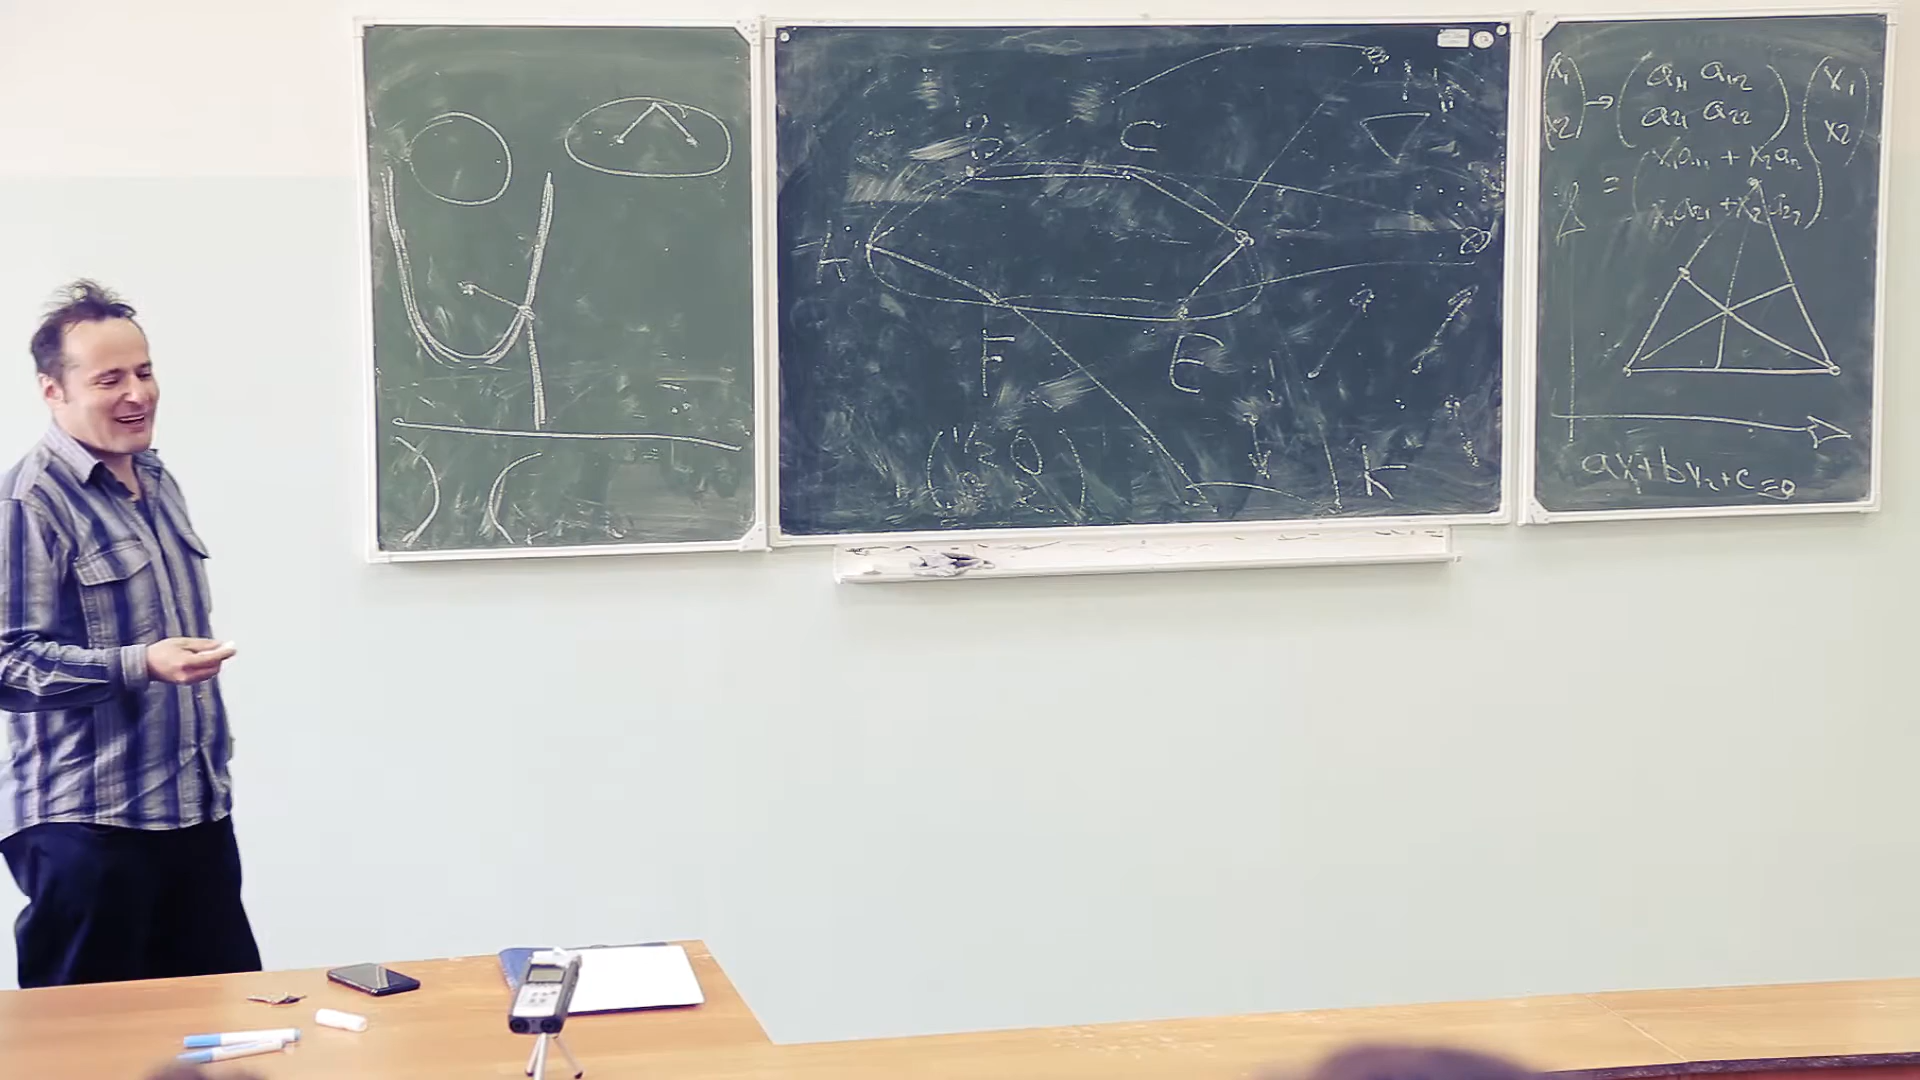 B C
A
F E
K
(x₁ x₂) → (a₁₁ a₁₂ a₂₁ a₂₂) (x₁ x₂)
= (x₁a₁₁ + x₂a₁₂
x₁a₂₁ + x₂a₂₂)
ax₁+bx₂+c=0